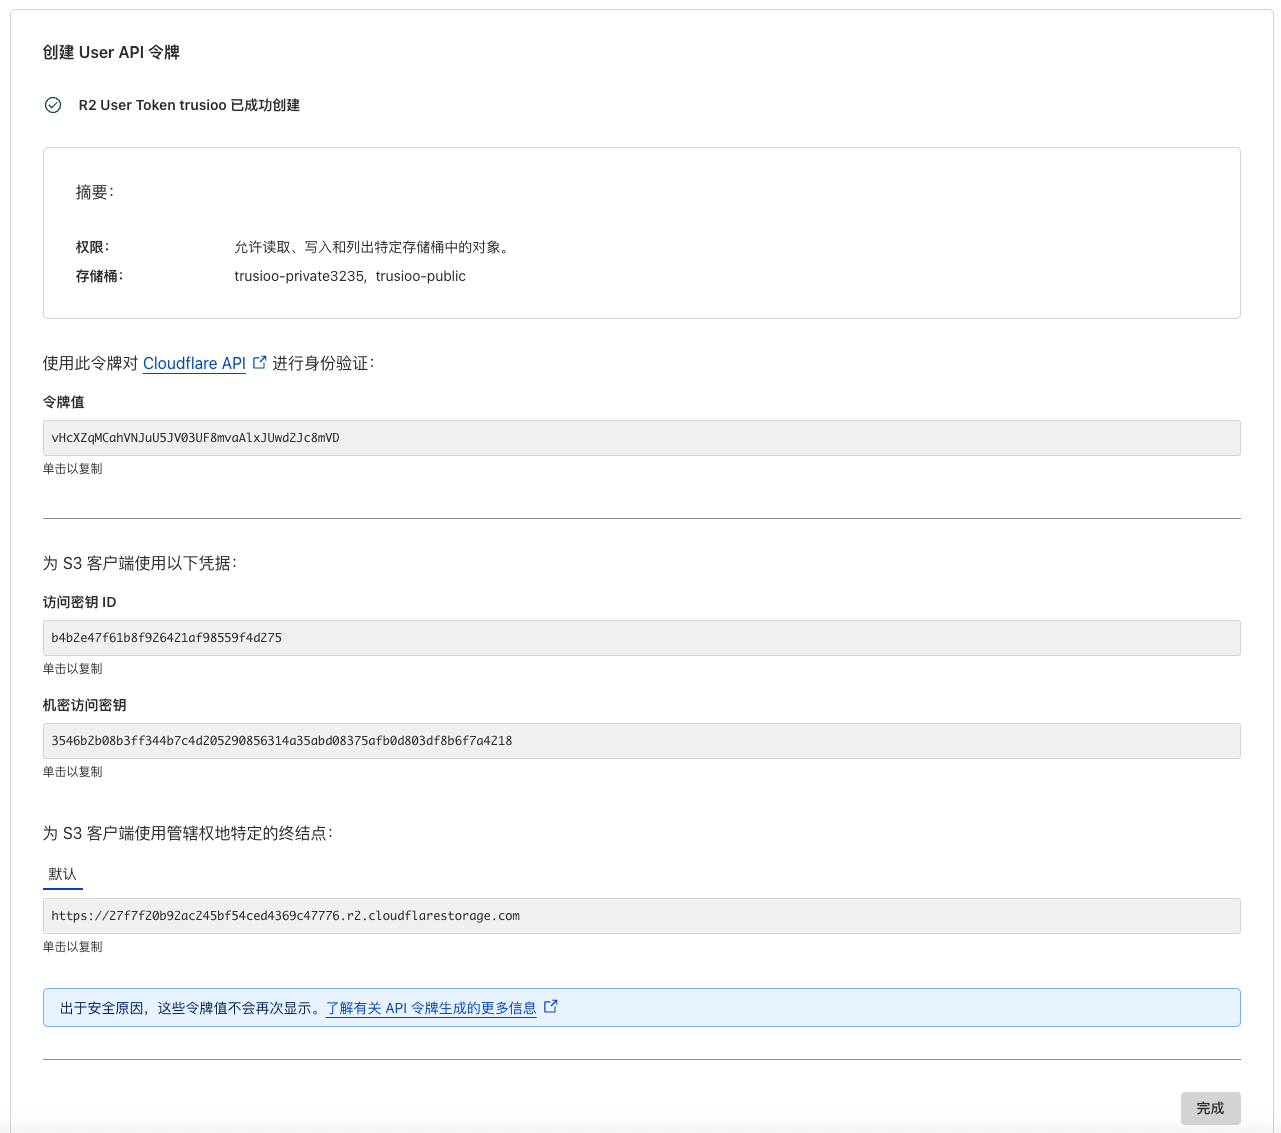 创建 User API 令牌
R2 User Token trusioo 已成功创建
摘要：
权限： 允许读取、写入和列出特定存储桶中的对象。
存储桶： trusioo-private3235, trusioo-public
使用此令牌对 Cloudflare API 进行身份验证：
令牌值
vHcXZqMCahVNJuU5JV03UF8mvaAlxJUwd2Jc8mVD
单击以复制
为 S3 客户端使用以下凭据：
访问密钥 ID
b4b2e47f61b8f926421af98559f4d275
单击以复制
机密访问密钥
3546b2b08b3ff344b7c4d205290856314a35abd08375afb0d803df8b6f7a4218
单击以复制
为 S3 客户端使用管辖权地特定的终结点：
默认
https://27f7f20b92ac245bf54ced4369c47776.r2.cloudflarestorage.com
单击以复制
出于安全原因，这些令牌值不会再次显示。了解有关 API 令牌生成的更多信息
完成